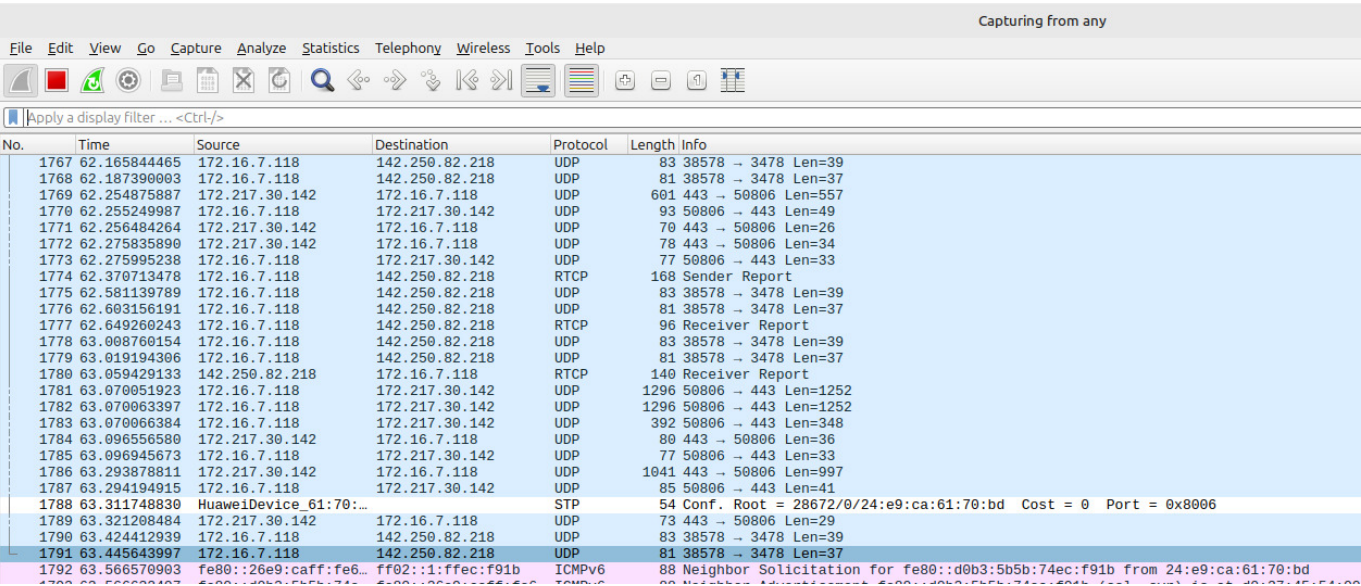 Capturing from any
File Edit View Go Capture Analyze Statistics Telephony Wireless Tools Help
Apply a display filter … <Ctrl-/>
No. Time Source Destination Protocol Length Info
1767 62.165844465 172.16.7.118 142.250.82.218 UDP 83 38578 → 3478 Len=39
1768 62.187390003 172.16.7.118 142.250.82.218 UDP 81 38578 → 3478 Len=37
1769 62.254875887 172.217.30.142 172.16.7.118 UDP 601 443 → 50806 Len=557
1770 62.255249987 172.16.7.118 172.217.30.142 UDP 93 50806 → 443 Len=49
1771 62.256484264 172.217.30.142 172.16.7.118 UDP 70 443 → 50806 Len=26
1772 62.275835890 172.217.30.142 172.16.7.118 UDP 78 443 → 50806 Len=34
1773 62.275995238 172.16.7.118 172.217.30.142 UDP 77 50806 → 443 Len=33
1774 62.370713478 172.16.7.118 142.250.82.218 RTCP 168 Sender Report
1775 62.581139789 172.16.7.118 142.250.82.218 UDP 83 38578 → 3478 Len=39
1776 62.603156191 172.16.7.118 142.250.82.218 UDP 81 38578 → 3478 Len=37
1777 62.649260243 172.16.7.118 142.250.82.218 RTCP 96 Receiver Report
1778 63.008760154 172.16.7.118 142.250.82.218 UDP 83 38578 → 3478 Len=39
1779 63.019194306 172.16.7.118 142.250.82.218 UDP 81 38578 → 3478 Len=37
1780 63.059429133 142.250.82.218 172.16.7.118 RTCP 140 Receiver Report
1781 63.070051923 172.16.7.118 172.217.30.142 UDP 1296 50806 → 443 Len=1252
1782 63.070063397 172.16.7.118 172.217.30.142 UDP 1296 50806 → 443 Len=1252
1783 63.070066384 172.16.7.118 172.217.30.142 UDP 392 50806 → 443 Len=348
1784 63.096556580 172.217.30.142 172.16.7.118 UDP 80 443 → 50806 Len=36
1785 63.096945673 172.16.7.118 172.217.30.142 UDP 77 50806 → 443 Len=33
1786 63.293878811 172.217.30.142 172.16.7.118 UDP 1041 443 → 50806 Len=997
1787 63.294194915 172.16.7.118 172.217.30.142 UDP 85 50806 → 443 Len=41
1788 63.311748830 HuaweiDevice_61:70:… STP 54 Conf. Root = 28672/0/24:e9:ca:61:70:bd Cost = 0 Port = 0x8006
1789 63.321208484 172.217.30.142 172.16.7.118 UDP 73 443 → 50806 Len=29
1790 63.424412939 172.16.7.118 142.250.82.218 UDP 83 38578 → 3478 Len=39
1791 63.445643997 172.16.7.118 142.250.82.218 UDP 81 38578 → 3478 Len=37
1792 63.566570903 fe80::26e9:caff:fe6… ff02::1:ffec:f91b ICMPv6 88 Neighbor Solicitation for fe80::d0b3:5b5b:74ec:f91b from 24:e9:ca:61:70:bd